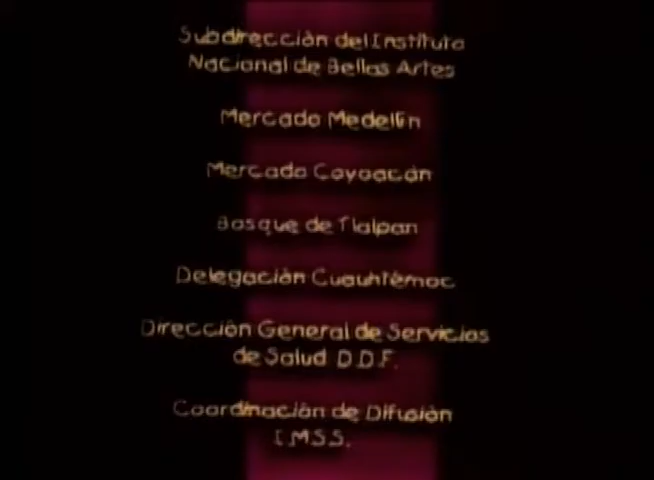 Subdirección del Instituto
Nacional de Bellas Artes
Mercado Medellín
Mercado Coyoacán
Bosque de Tlalpan
Delegación Cuauhtémoc
Dirección General de Servicios
de Salud D.D.F.
Coordinación de Difusión
I.M.S.S.